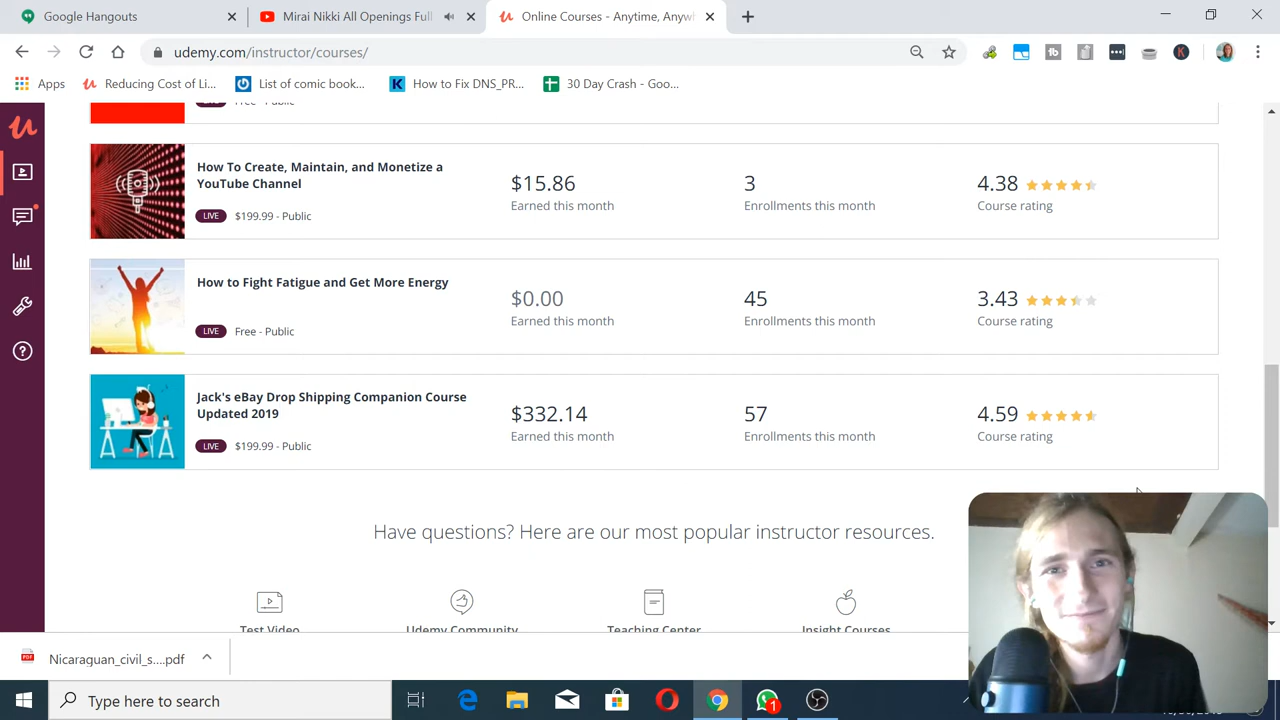 Google Hangouts
Mirai Nikki All Openings Full
Online Courses - Anytime, Anywh
udemy.com/instructor/courses/
Apps
Reducing Cost of Li...
List of comic book...
How to Fix DNS_PR...
30 Day Crash - Goo...
Free - Public
How To Create, Maintain, and Monetize a
YouTube Channel
LIVE $199.99 - Public
$15.86
Earned this month
3
Enrollments this month
4.38
Course rating
How to Fight Fatigue and Get More Energy
LIVE Free - Public
$0.00
Earned this month
45
Enrollments this month
3.43
Course rating
Jack's eBay Drop Shipping Companion Course
Updated 2019
LIVE $199.99 - Public
$332.14
Earned this month
57
Enrollments this month
4.59
Course rating
Have questions? Here are our most popular instructor resources.
Test Video
Udemy Community
Teaching Center
Insight Courses
Nicaraguan_civil_s....pdf
Type here to search